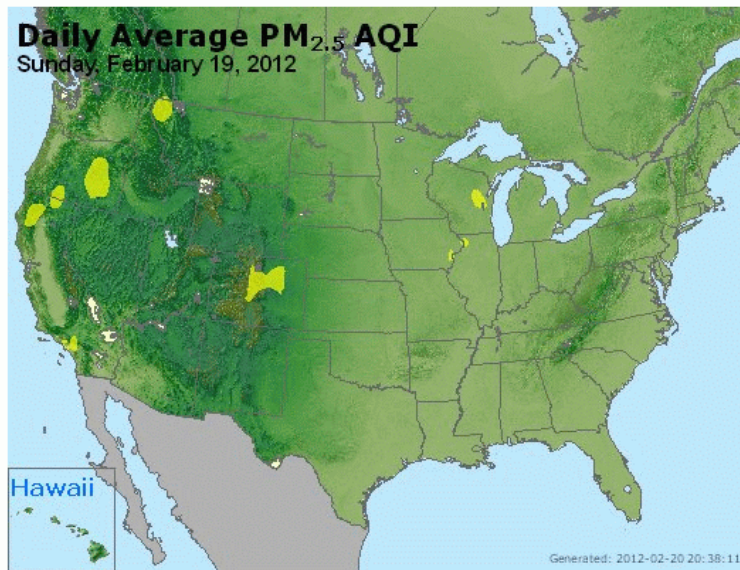 Daily Average PM2.5 AQI
Sunday, February 19, 2012
Hawaii
Generated: 2012-02-20 20:38:11